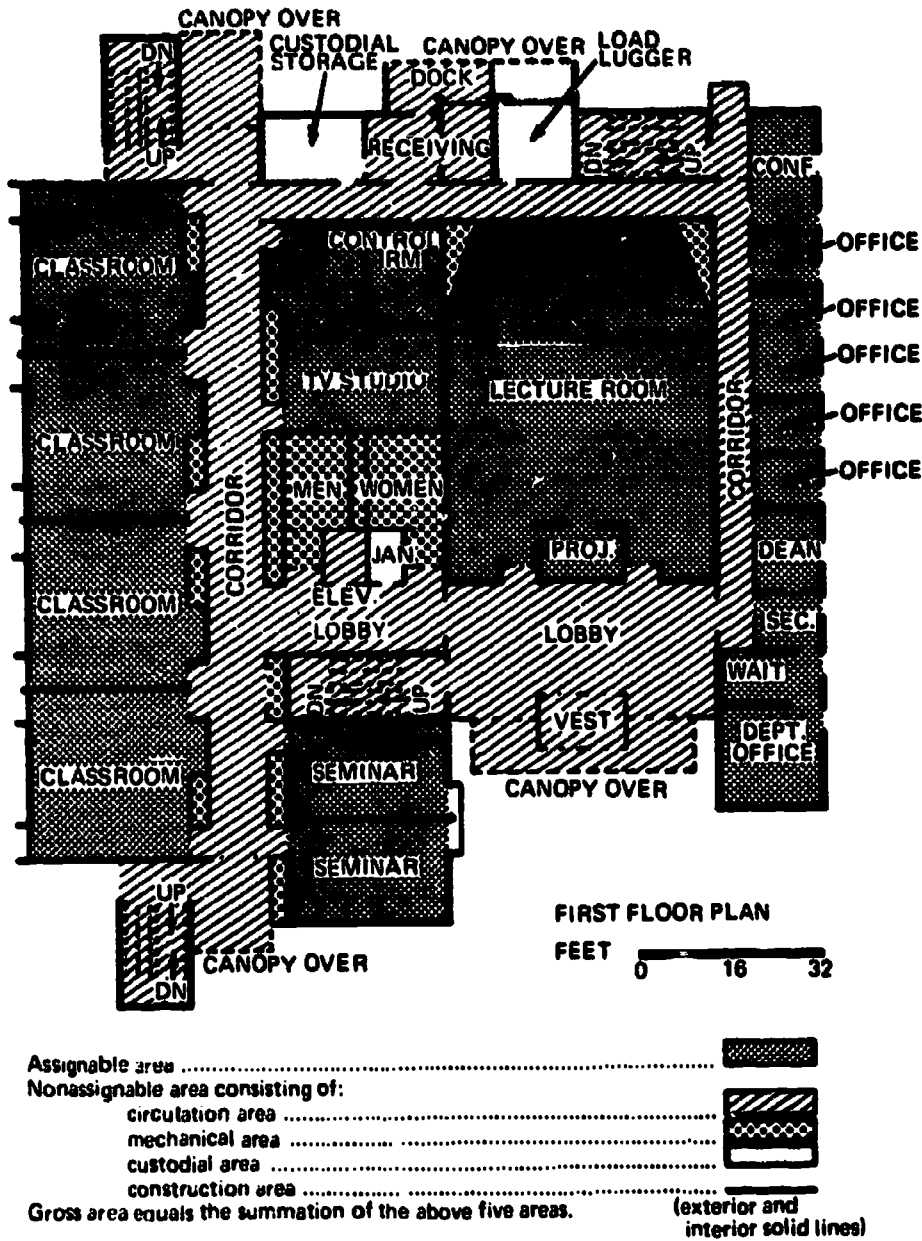 CANOPY OVER
DN
CUSTODIAL
STORAGE
CANOPY OVER
LOAD
LUGGER
DOCK
UP
RECEIVING
DN
UP
CONF.
CLASSROOM
CONTROL
RM
OFFICE
OFFICE
OFFICE
TV STUDIO
LECTURE ROOM
CORRIDOR
OFFICE
CLASSROOM
OFFICE
CORRIDOR
MEN
WOMEN
JAN
PROJ.
DEAN
CLASSROOM
ELEV.
LOBBY
LOBBY
SEC.
WAIT
DN
UP
VEST
DEPT.
OFFICE
CLASSROOM
SEMINAR
CANOPY OVER
SEMINAR
UP
DN
CANOPY OVER
FIRST FLOOR PLAN
FEET
0 16 32
Assignable area
Nonassignable area consisting of:
circulation area
mechanical area
custodial area
construction area
Gross area equals the summation of the above five areas.
(exterior and
interior solid lines)